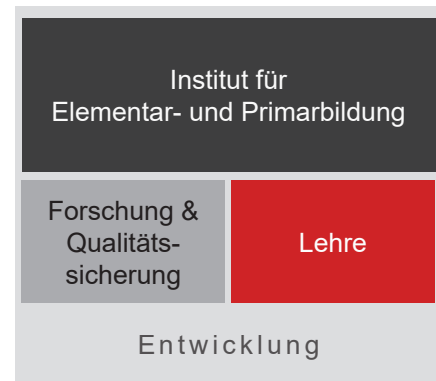 Institut für
Elementar- und Primarbildung
Forschung &
Qualitäts-
sicherung
Lehre
Entwicklung